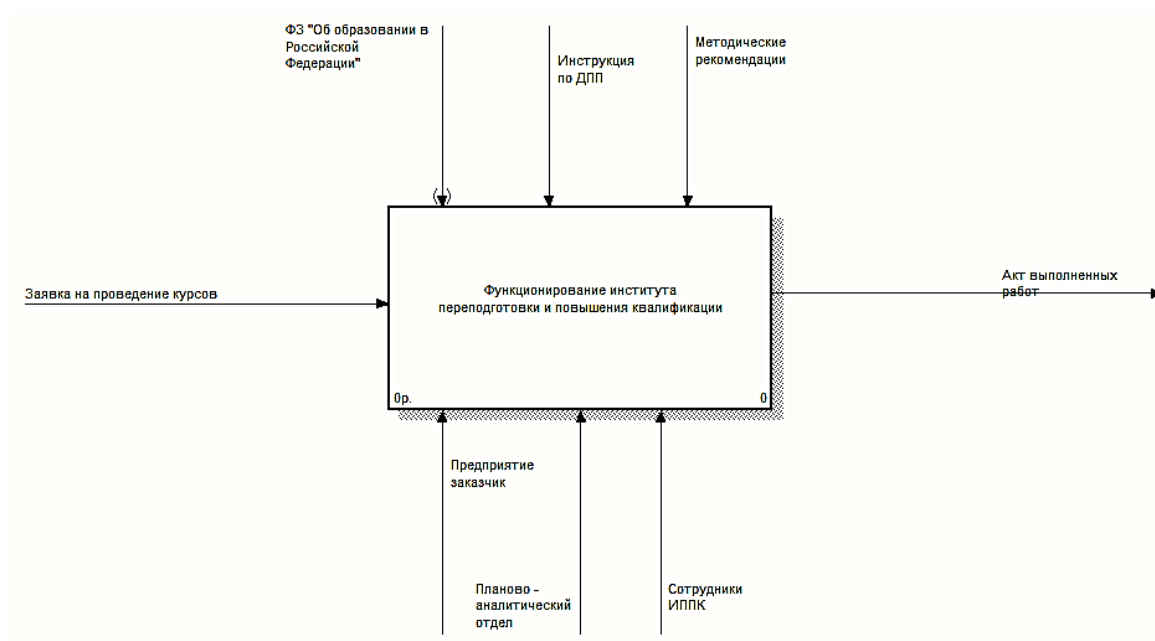 ФЗ "Об образовании в
Российской
Федерации"
Инструкция
по ДПП
Методические
рекомендации
Заявка на проведение курсов
Функционирование института
переподготовки и повышения квалификации
0р.
0
Акт выполненных
работ
Предприятие
заказчик
Планово -
аналитический
отдел
Сотрудники
ИППК